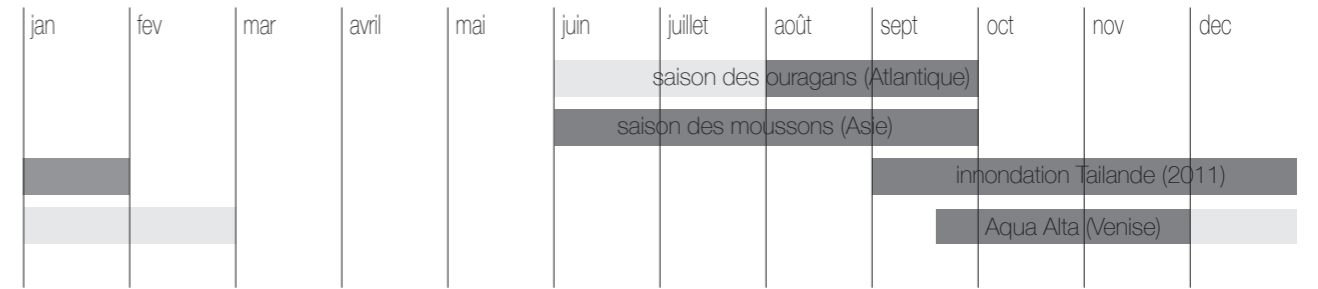 jan fev mar avril mai juin juillet août sept oct nov dec
saison des ouragans (Atlantique)
saison des moussons (Asie)
innondation Tailande (2011)
Aqua Alta (Venise)